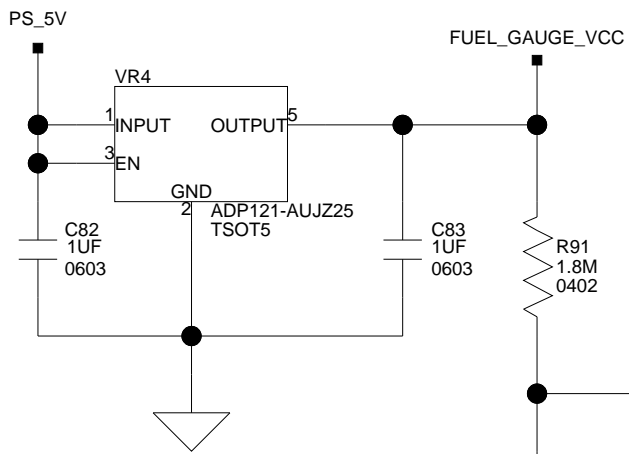 PS_5V
FUEL_GAUGE_VCC
VR4
1
INPUT
OUTPUT
5
3
EN
GND
2
ADP121-AUJZ25
TSOT5
C82
1UF
0603
C83
1UF
0603
R91
1.8M
0402